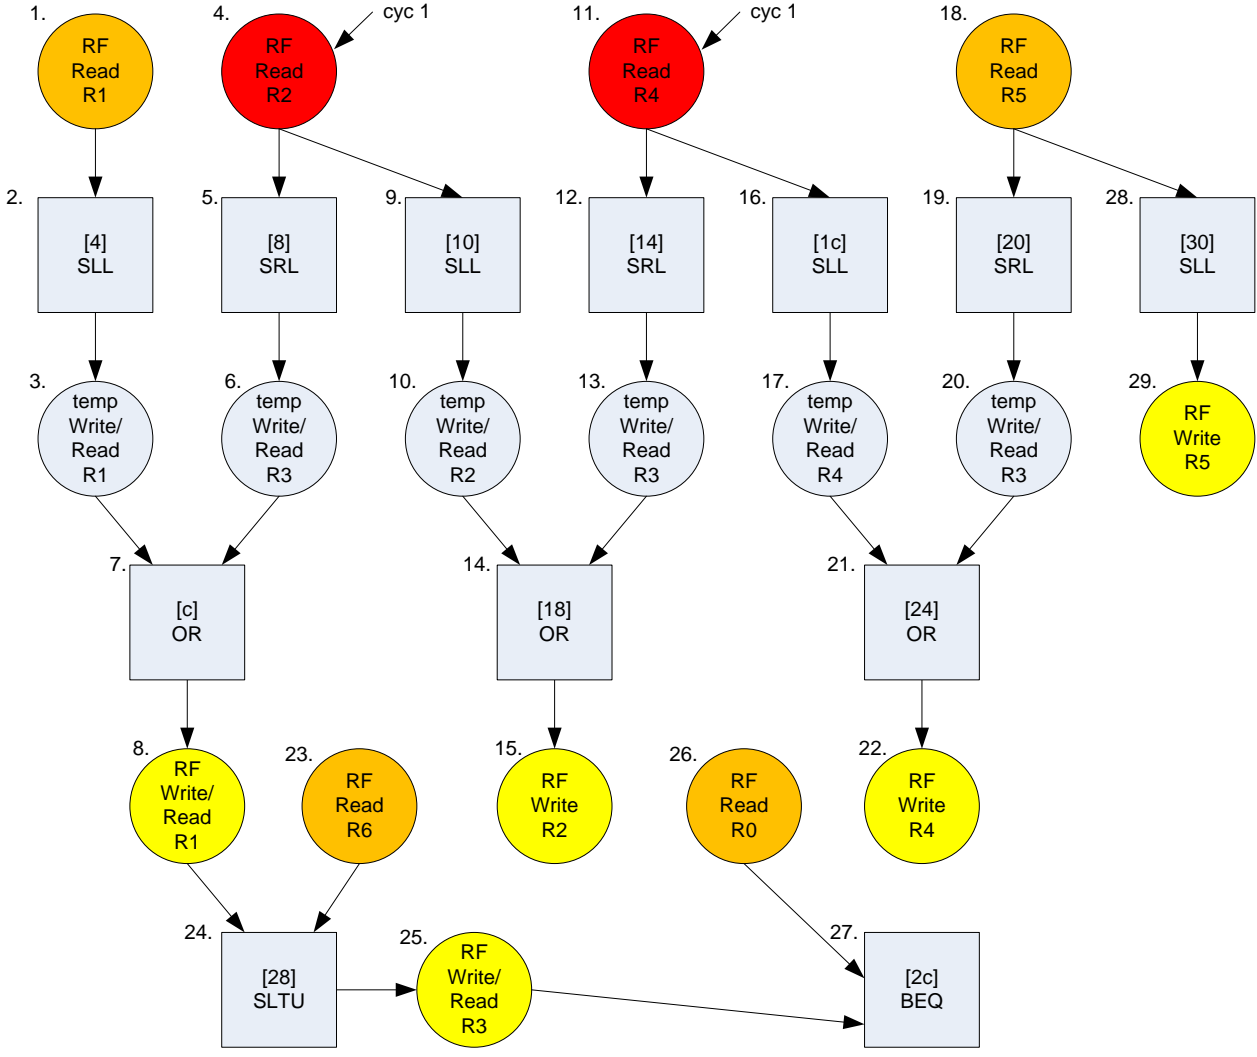 1.
RF
Read
R1
4.
RF
Read
R2
cyc 1
11.
RF
Read
R4
cyc 1
18.
RF
Read
R5
2.
[4]
SLL
5.
[8]
SRL
9.
[10]
SLL
12.
[14]
SRL
16.
[1c]
SLL
19.
[20]
SRL
28.
[30]
SLL
3.
temp
Write/
Read
R1
6.
temp
Write/
Read
R3
10.
temp
Write/
Read
R2
13.
temp
Write/
Read
R3
17.
temp
Write/
Read
R4
20.
temp
Write/
Read
R3
29.
RF
Write
R5
7.
[c]
OR
14.
[18]
OR
21.
[24]
OR
8.
RF
Write/
Read
R1
23.
RF
Read
R6
15.
RF
Write
R2
26.
RF
Read
R0
22.
RF
Write
R4
24.
[28]
SLTU
25.
RF
Write/
Read
R3
27.
[2c]
BEQ